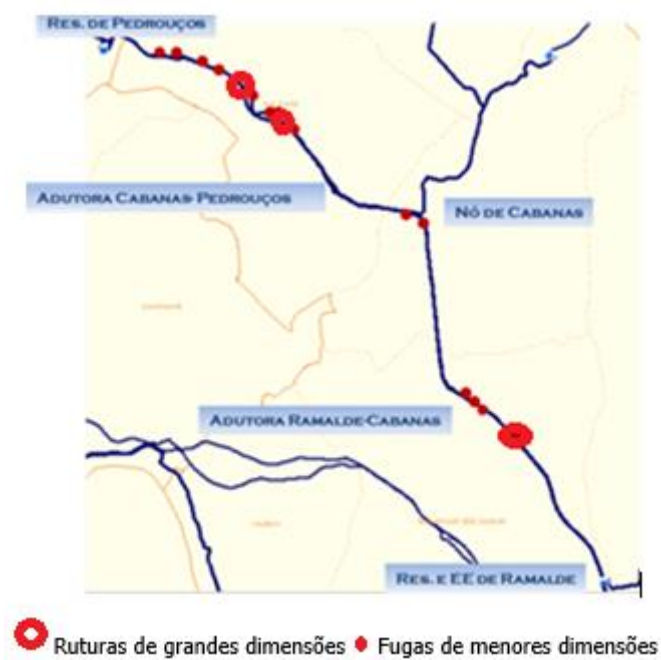 RES. DE PEDROUÇOS
ADUTORA CABANAS-PEDROUÇOS
NÓ DE CABANAS
ADUTORA RAMALDE-CABANAS
RES. E EE DE RAMALDE
Ruturas de grandes dimensões Fugas de menores dimensões